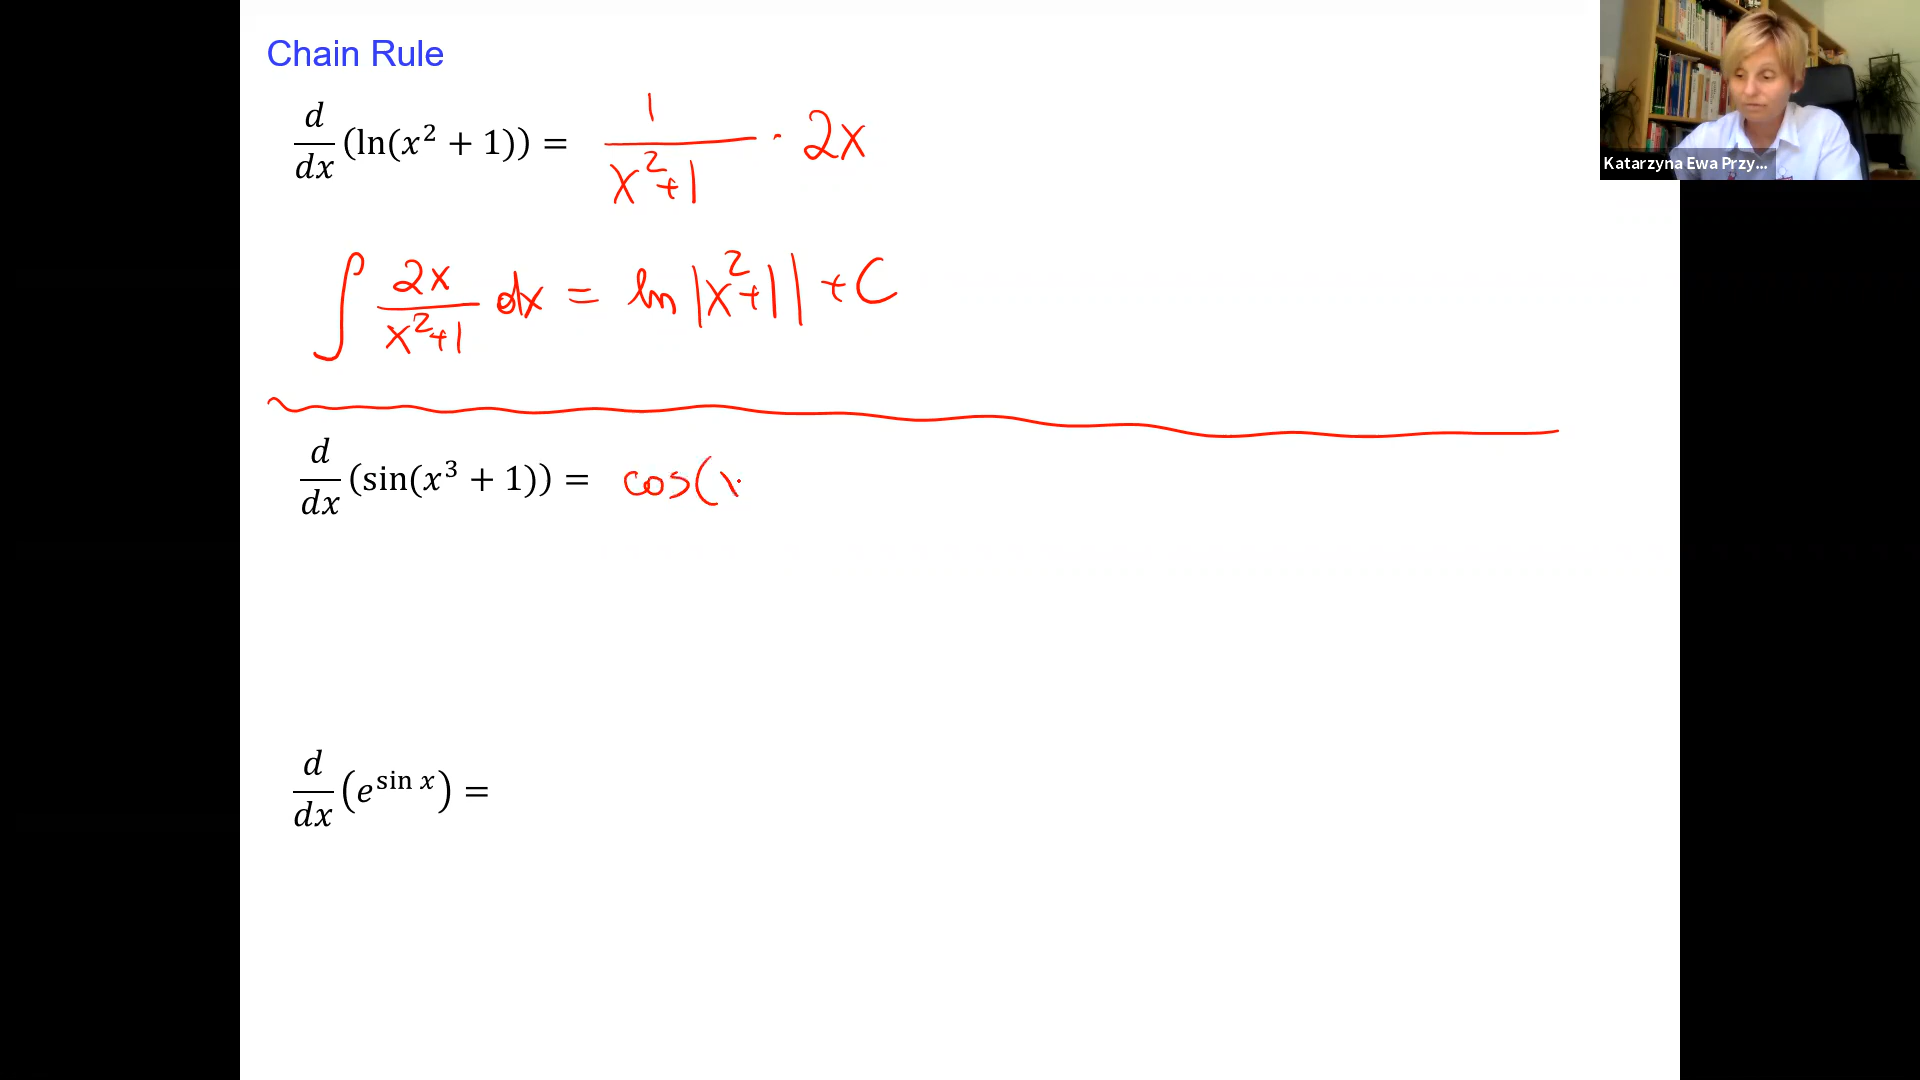 Chain Rule
d/dx (ln(x² + 1)) = 1/(x²+1) · 2x
∫ 2x/(x²+1) dx = ln|x²+1| + C
d/dx (sin(x³ + 1)) = cos(x
d/dx (e^(sin x)) =
Katarzyna Ewa Przy...